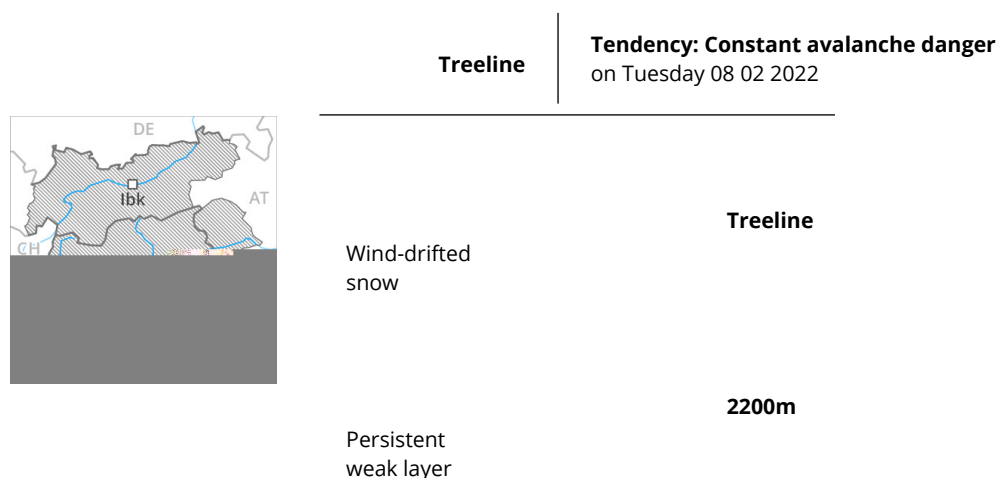 Treeline
Tendency: Constant avalanche danger
on Tuesday 08 02 2022
DE
Ibk
AT
CH
Treeline
Wind-drifted
snow
2200m
Persistent
weak layer